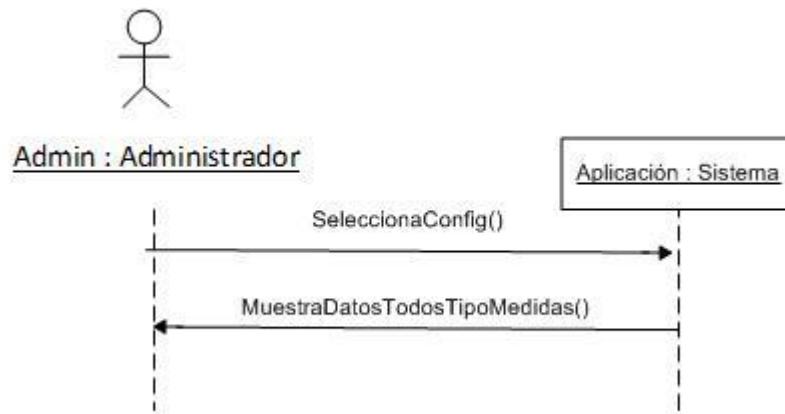 Admin : Administrador
Aplicación : Sistema
SeleccionaConfig()
MuestraDatosTodosTipoMedidas()